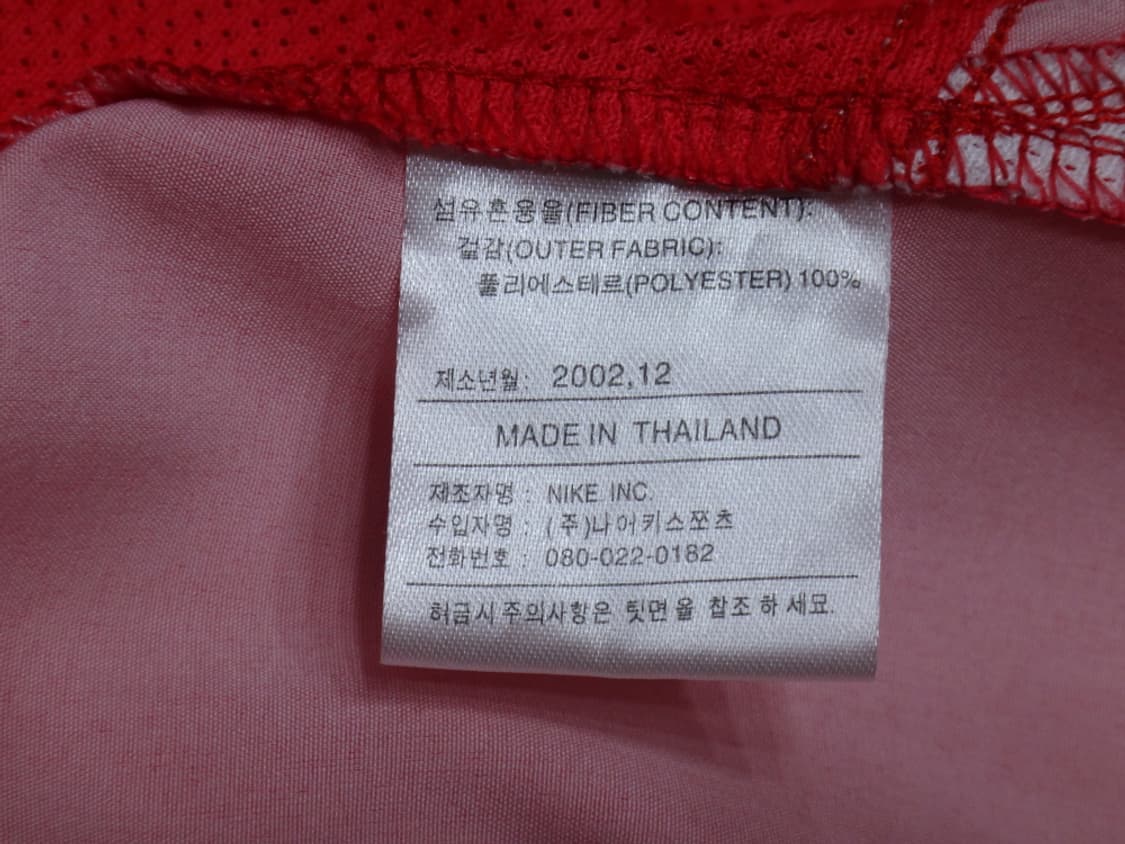 섬유혼용율(FIBER CONTENT):
겉감(OUTER FABRIC):
폴리에스테르(POLYESTER) 100%
제소년월: 2002,12
MADE IN THAILAND
제조자명 : NIKE INC.
수입자명 : (주)나이키스포츠
전화번호 : 080-022-0182
취급시주의사항은 뒷면을 참조하세요.